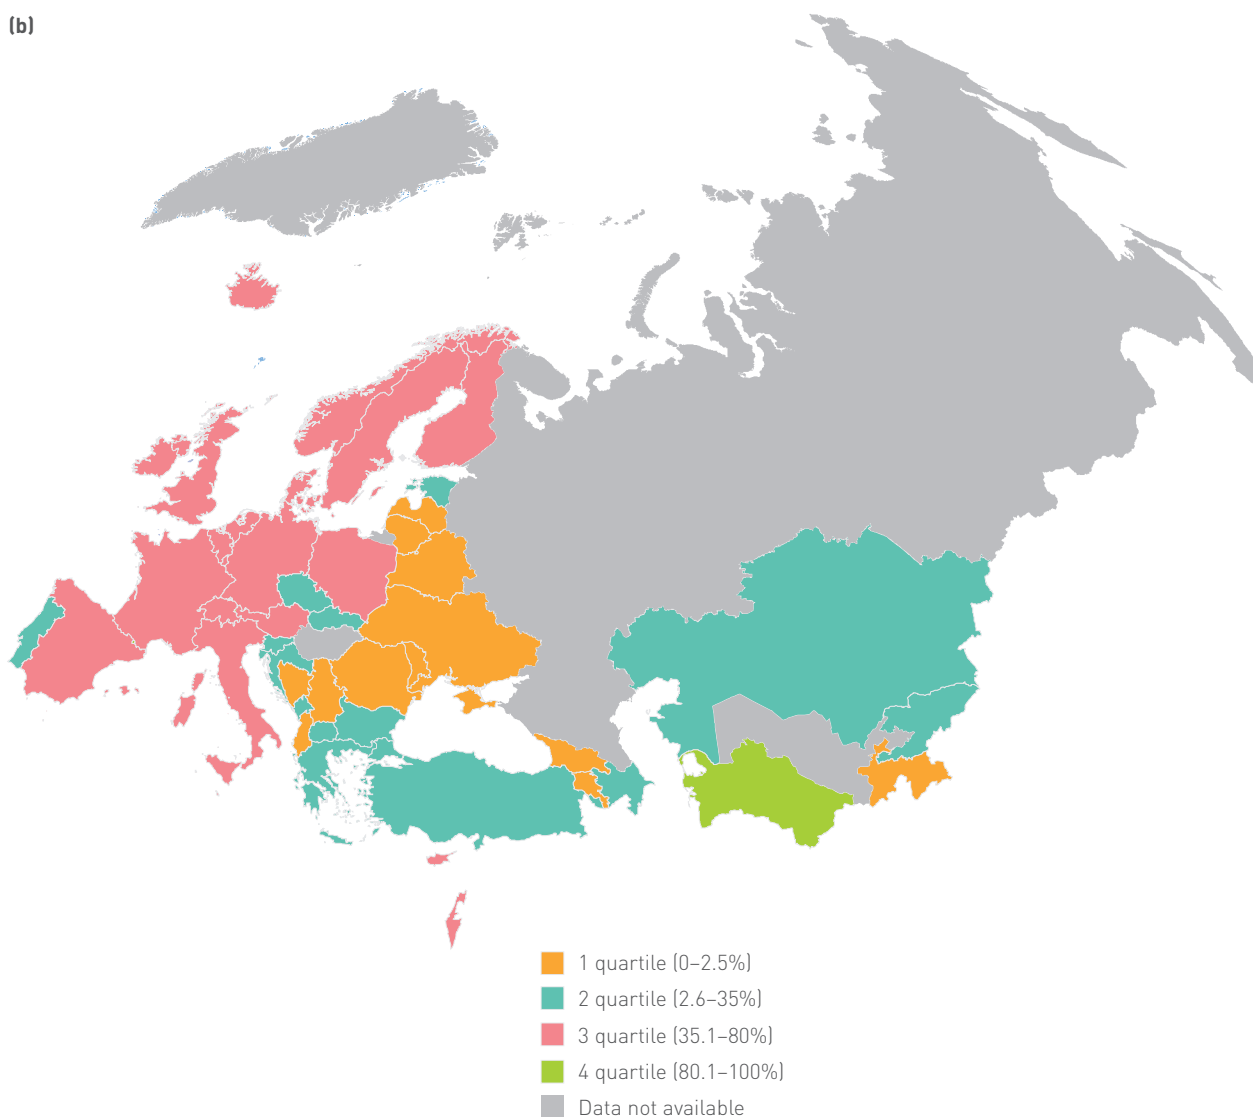 (b)
1 quartile (0–2.5%)
2 quartile (2.6–35%)
3 quartile (35.1–80%)
4 quartile (80.1–100%)
Data not available